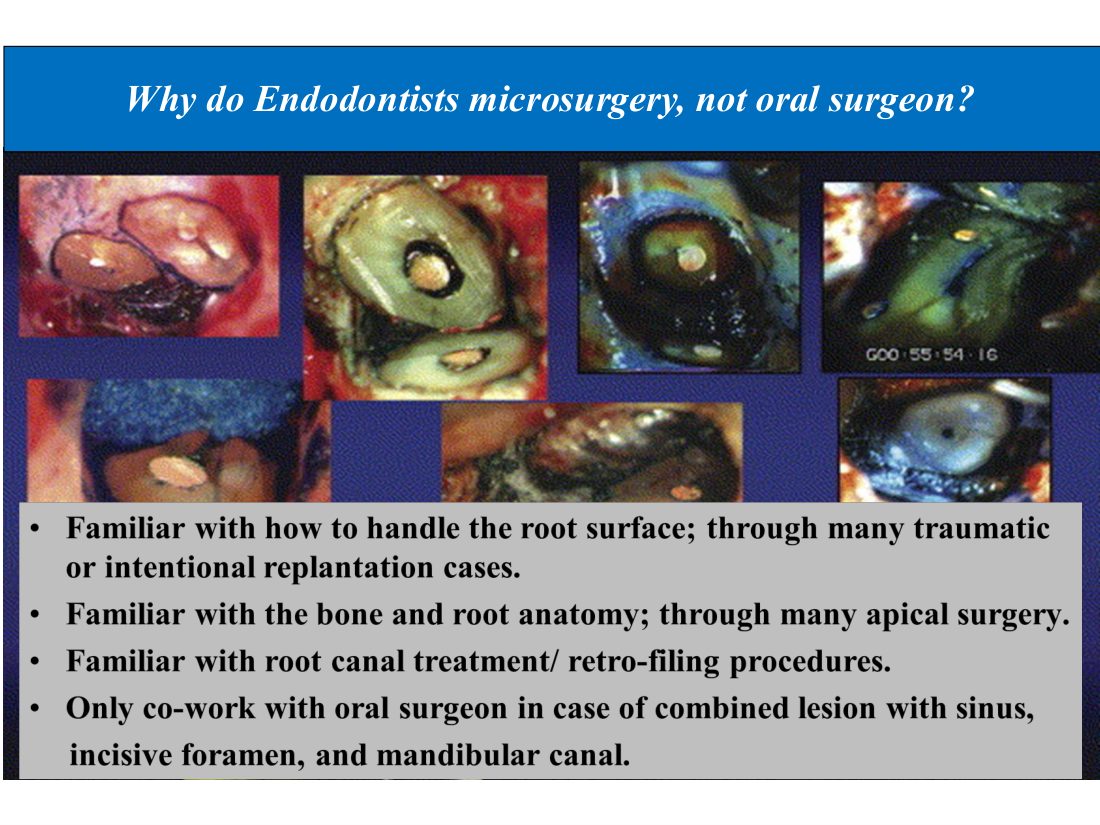 Why do Endodontists microsurgery, not oral surgeon?
G00:55:54.16
• Familiar with how to handle the root surface; through many traumatic
or intentional replantation cases.
• Familiar with the bone and root anatomy; through many apical surgery.
• Familiar with root canal treatment/ retro-filing procedures.
• Only co-work with oral surgeon in case of combined lesion with sinus,
incisive foramen, and mandibular canal.